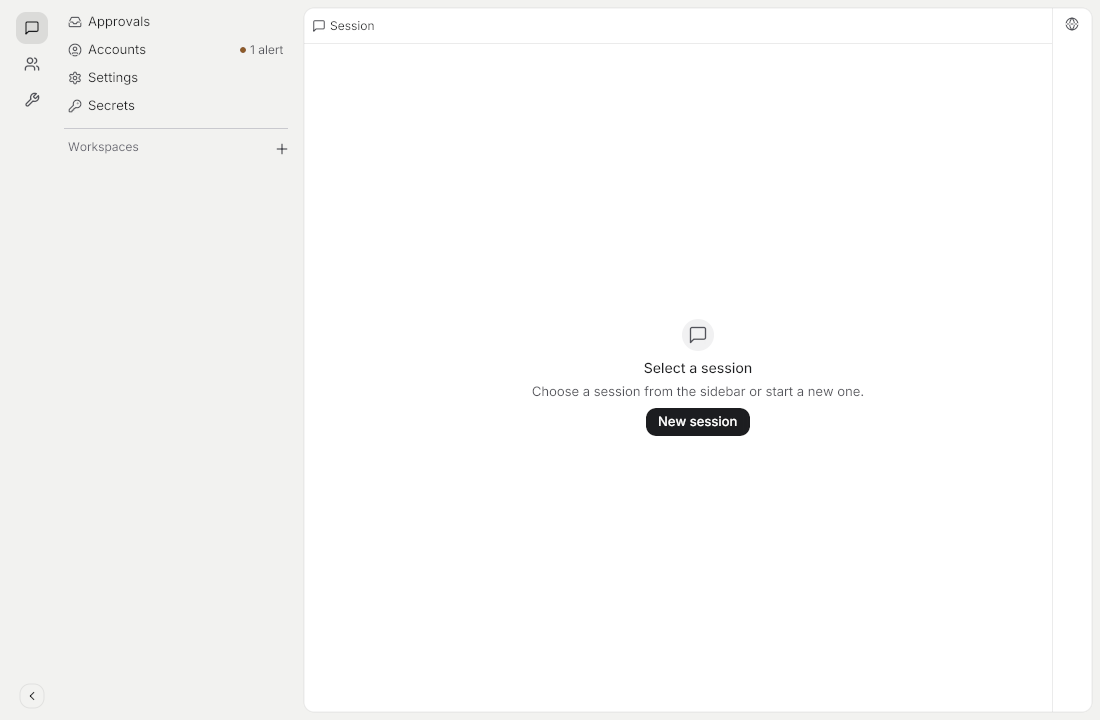 Approvals
Accounts
1 alert
Settings
Secrets
Workspaces
Session
Select a session
Choose a session from the sidebar or start a new one.
New session